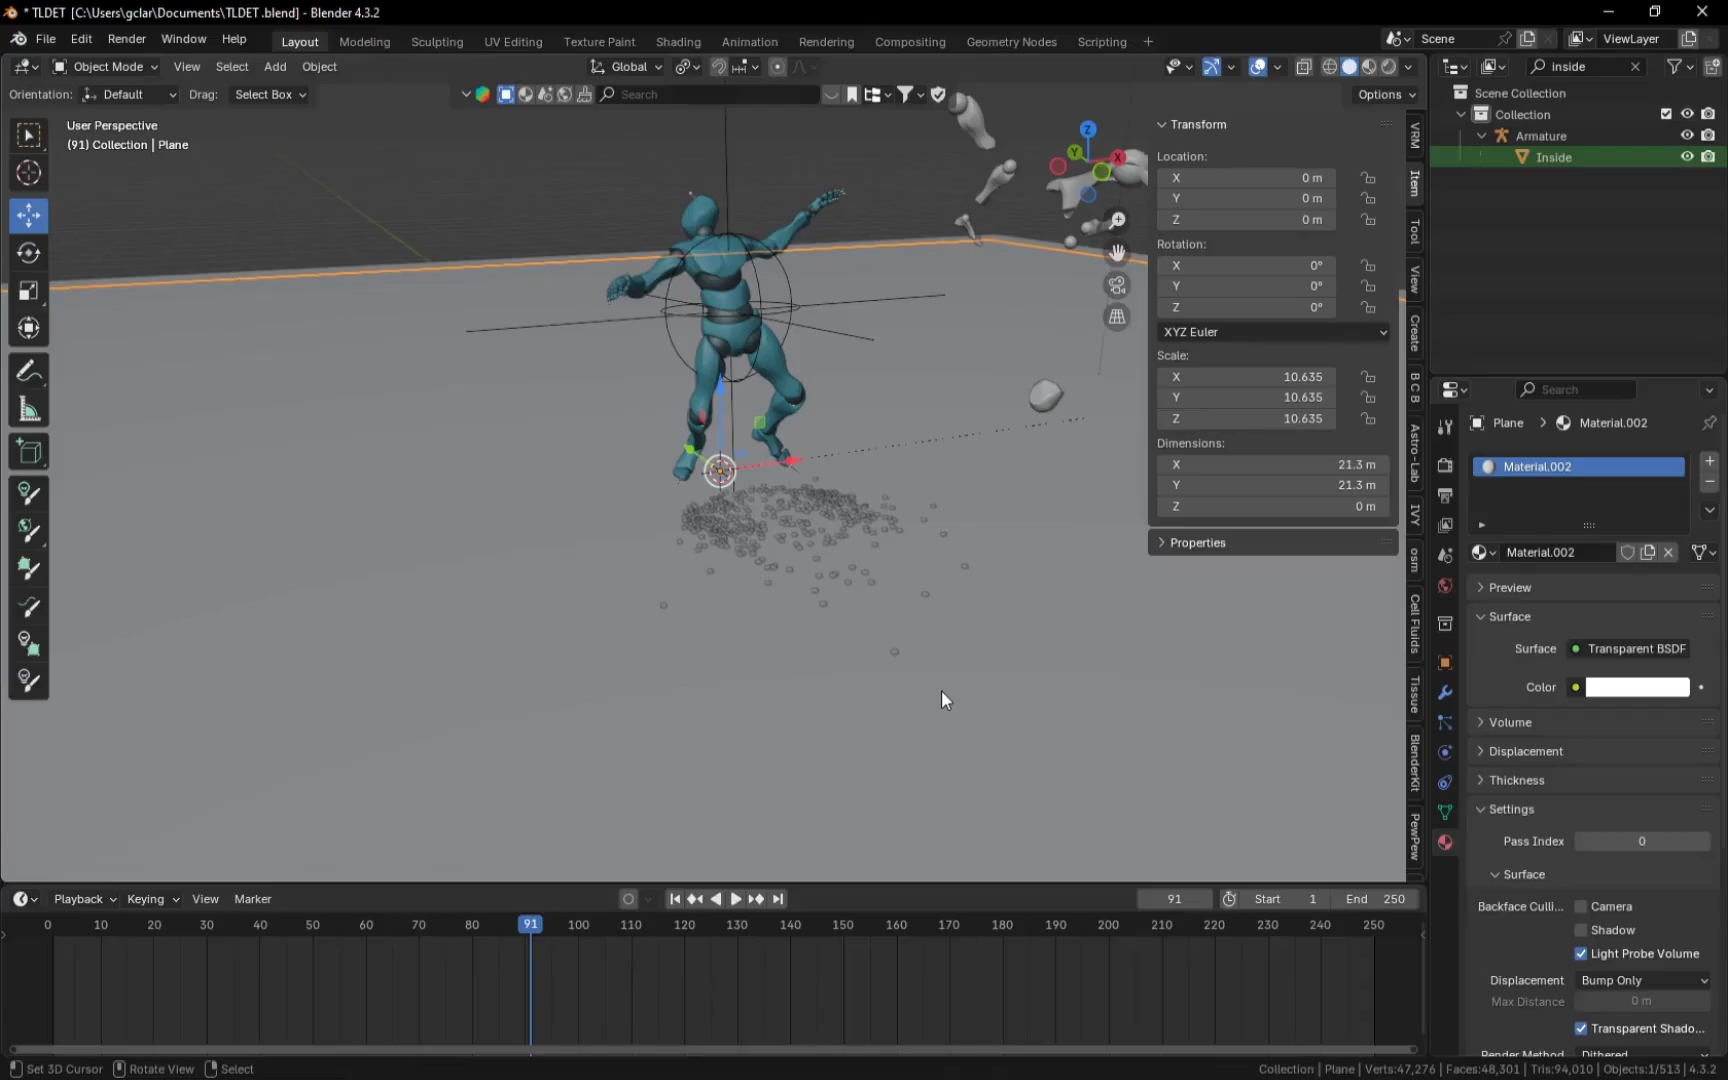 * TLDET [C:\Users\gclar\Documents\TLDET .blend] - Blender 4.3.2
File Edit Render Window Help
Layout Modeling Sculpting UV Editing Texture Paint Shading Animation Rendering Compositing Geometry Nodes Scripting +
Scene
ViewLayer
Object Mode View Select Add Object
Global
inside
Orientation: Default Drag: Select Box
Search
Options
User Perspective
(91) Collection | Plane
Scene Collection
Collection
Armature
Inside
Z
Y
X
Transform
Location:
X 0 m
Y 0 m
Z 0 m
Rotation:
X 0°
Y 0°
Z 0°
XYZ Euler
Scale:
X 10.635
Y 10.635
Z 10.635
Dimensions:
X 21.3 m
Y 21.3 m
Z 0 m
Properties
VRM
Item
Tool
View
Create
B C B
Astro-Lab
IVY
osm
Cell Fluids
Tissue
BlenderKit
PewPew
Search
Plane > Material.002
Material.002
Material.002
Preview
Surface
Surface Transparent BSDF
Color
Volume
Displacement
Thickness
Settings
Pass Index 0
Surface
Backface Culli... Camera
Shadow
Light Probe Volume
Displacement Bump Only
Max Distance 0 m
Transparent Shado...
Render Method Dithered
Playback Keying View Marker
91 Start 1 End 250
0 10 20 30 40 50 60 70 80 91 100 110 120 130 140 150 160 170 180 190 200 210 220 230 240 250
Set 3D Cursor Rotate View Select
Collection | Plane | Verts:47,276 | Faces:48,301 | Tris:94,010 | Objects:1/513 | 4.3.2